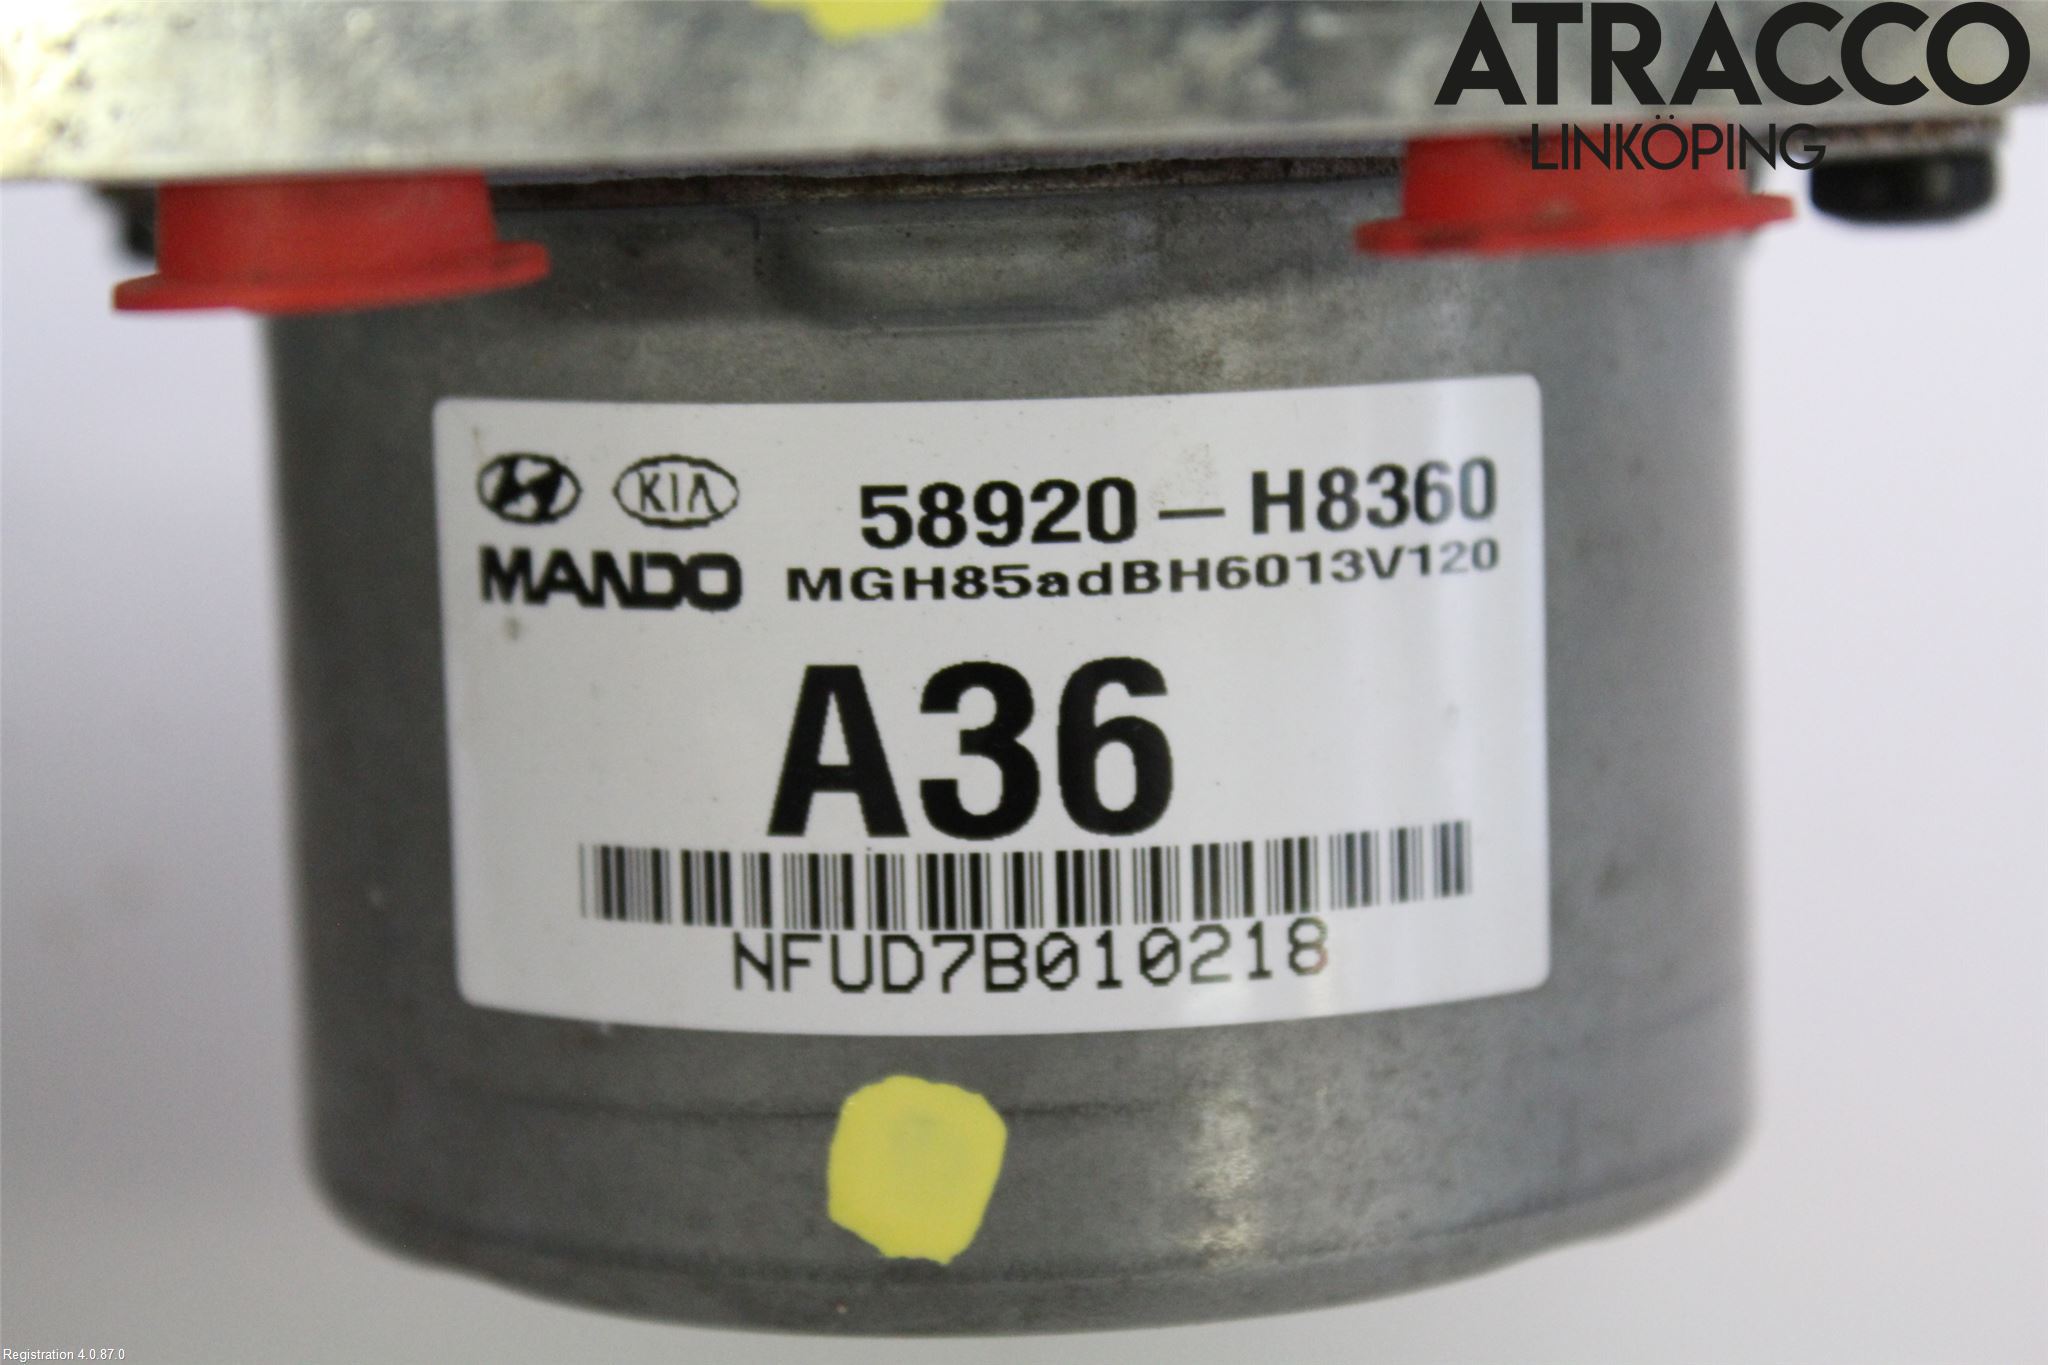 ATRACCO
LINKÖPING
KIA 58920-H8360
MANDO MGH85adBH6013V120
A36
NFUD7B010218
Registration 4.0.87.0